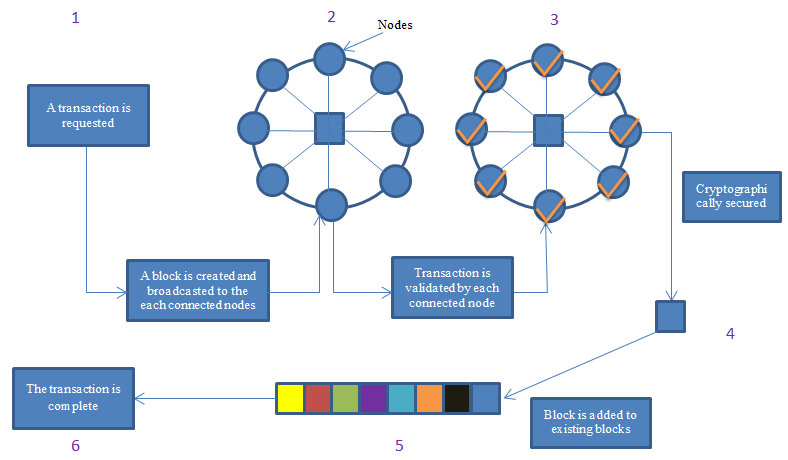 1
2
Nodes
3
A transaction is
requested
Cryptographi
cally secured
A block is created and
broadcasted to the
each connected nodes
Transaction is
validated by each
connected node
4
The transaction is
complete
Block is added to
existing blocks
5
6